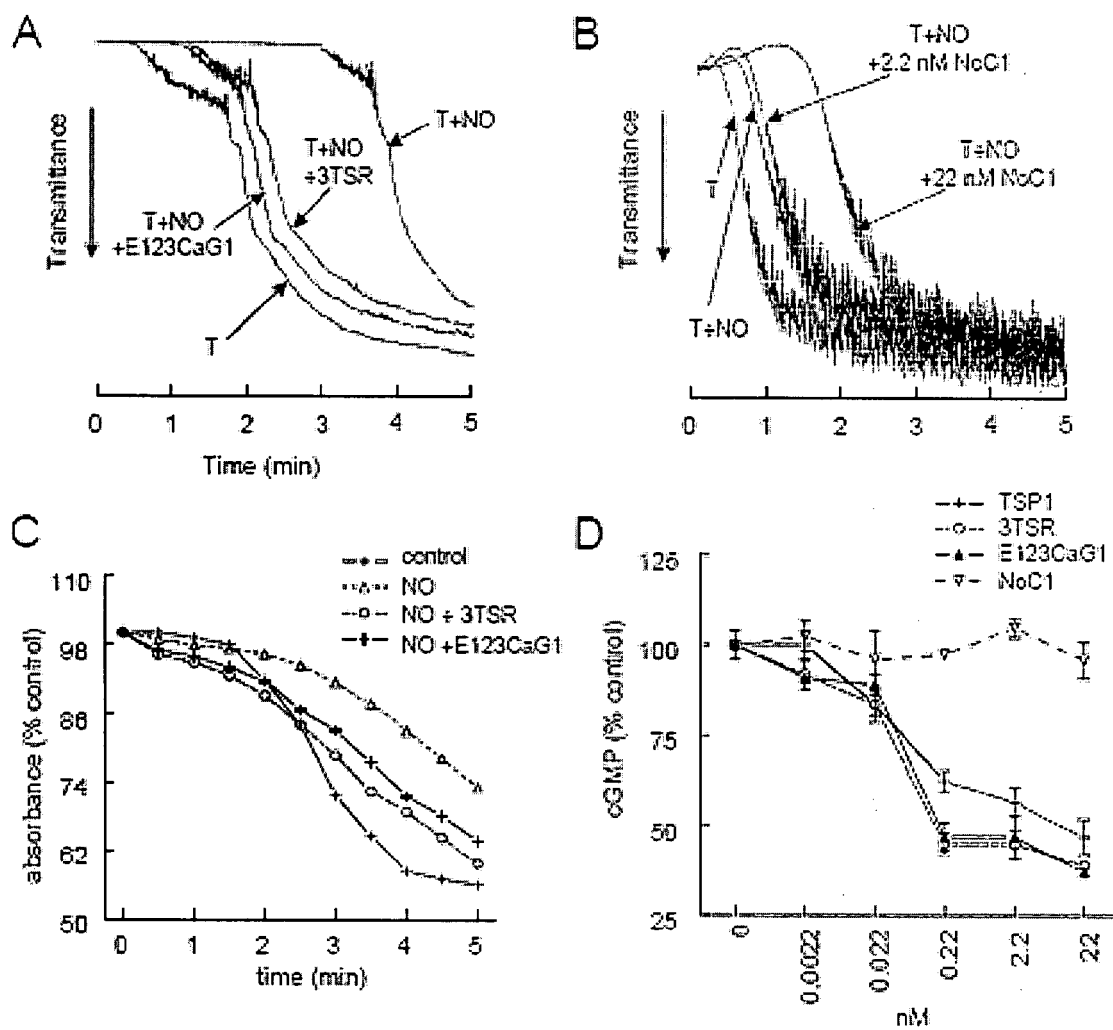 A
Transmittance
T+NO
T+NO
+3TSR
T+NO
+E123CaG1
T
0 1 2 3 4 5
Time (min)
B
Transmittance
T+NO
+2.2 nM NoC1
T+NO
+22 nM NoC1
T
T+NO
0 1 2 3 4 5
C
control
NO
NO + 3TSR
NO +E123CaG1
absorbance (% control)
110
98
86
74
62
50
0 1 2 3 4 5
time (min)
D
TSP1
3TSR
E123CaG1
NoC1
cGMP (% control)
125
100
75
50
25
0
0.0022
0.022
0.22
2.2
22
nM